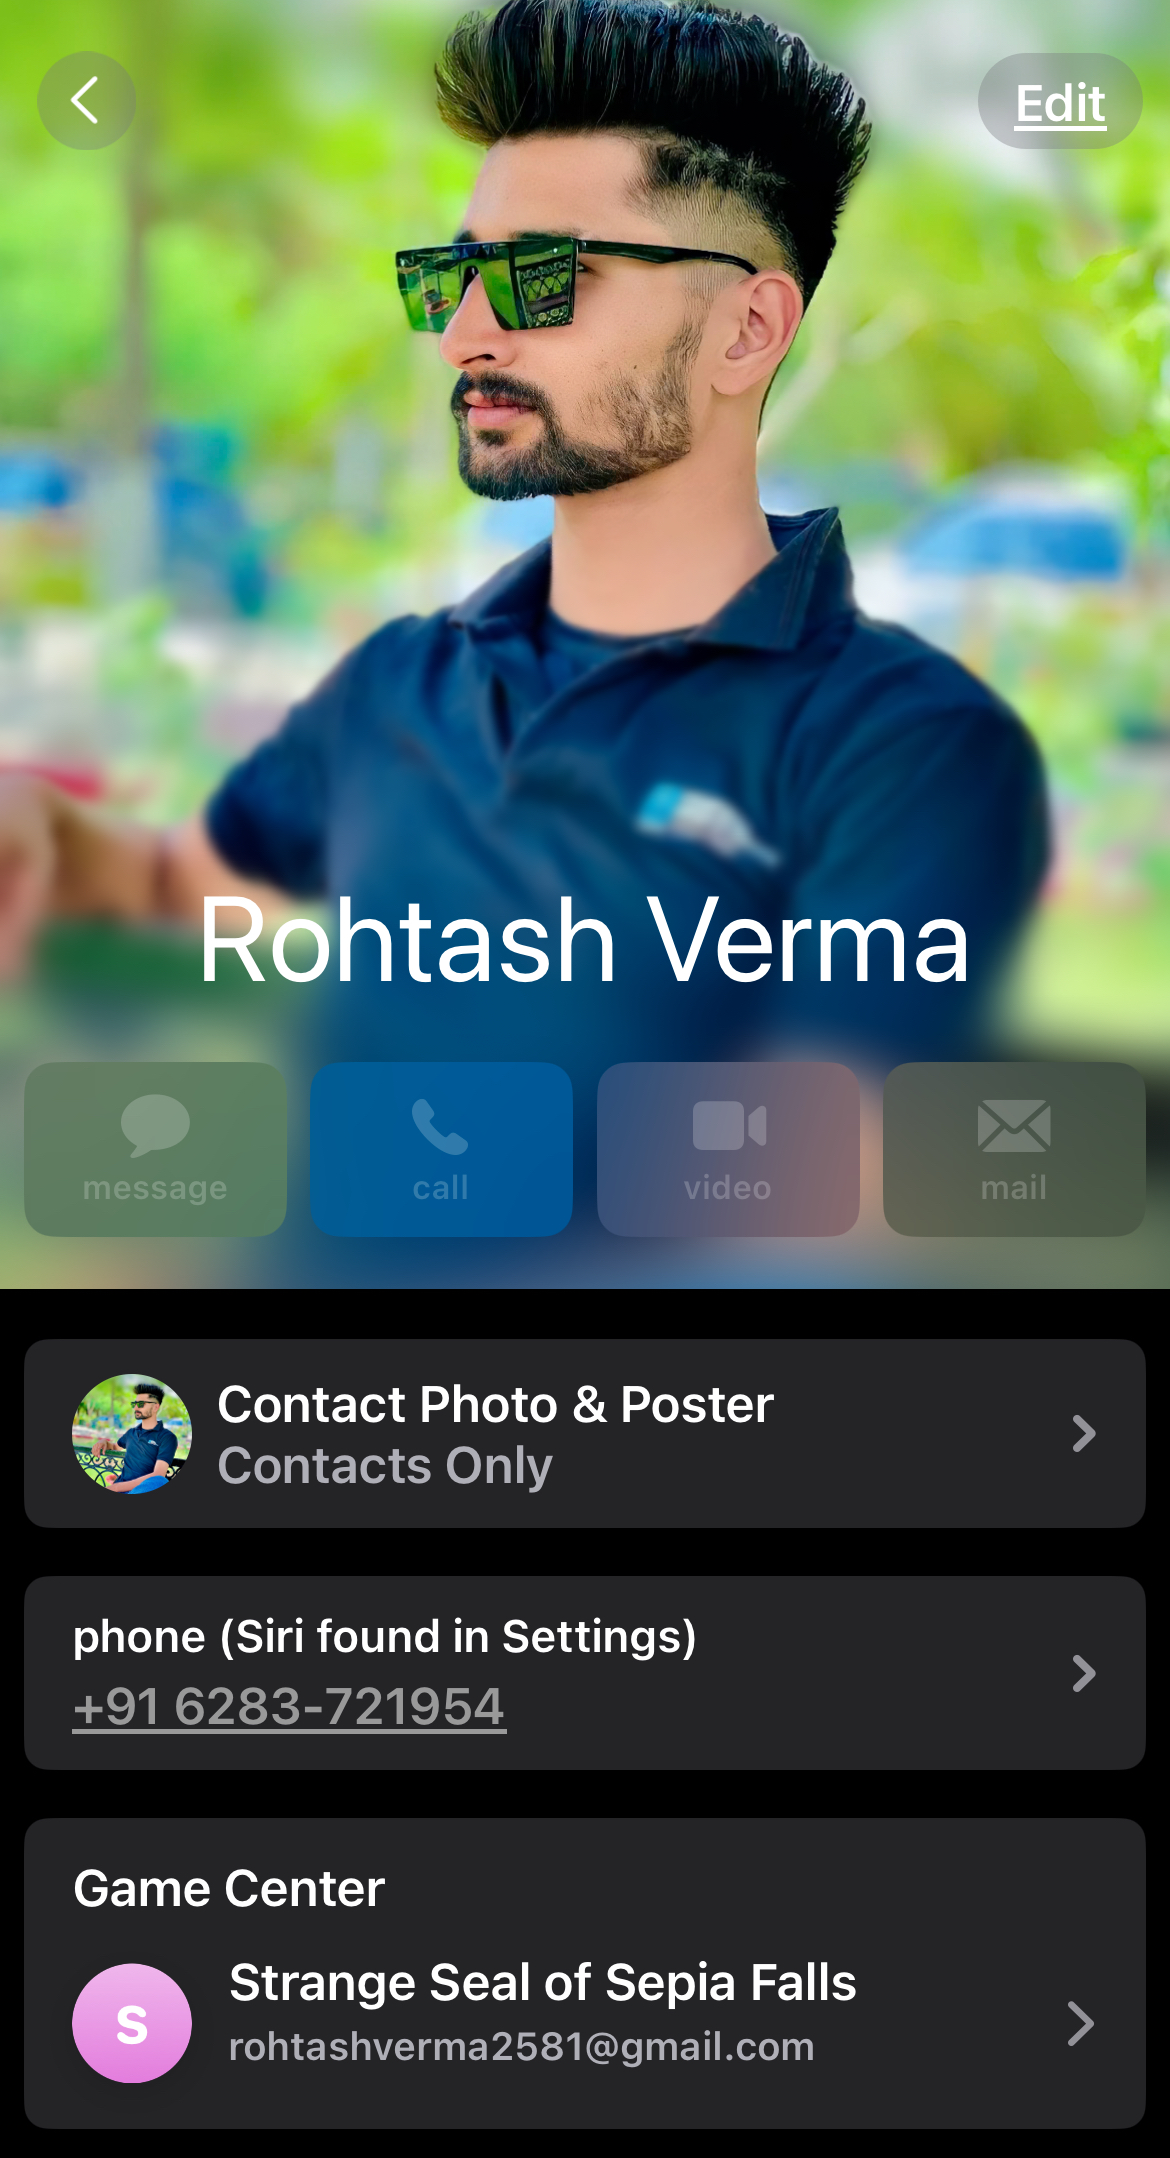 Edit
Rohtash Verma
message
call
video
mail
Contact Photo & Poster
Contacts Only
phone (Siri found in Settings)
+91 6283-721954
Game Center
S
Strange Seal of Sepia Falls
rohtashverma2581@gmail.com